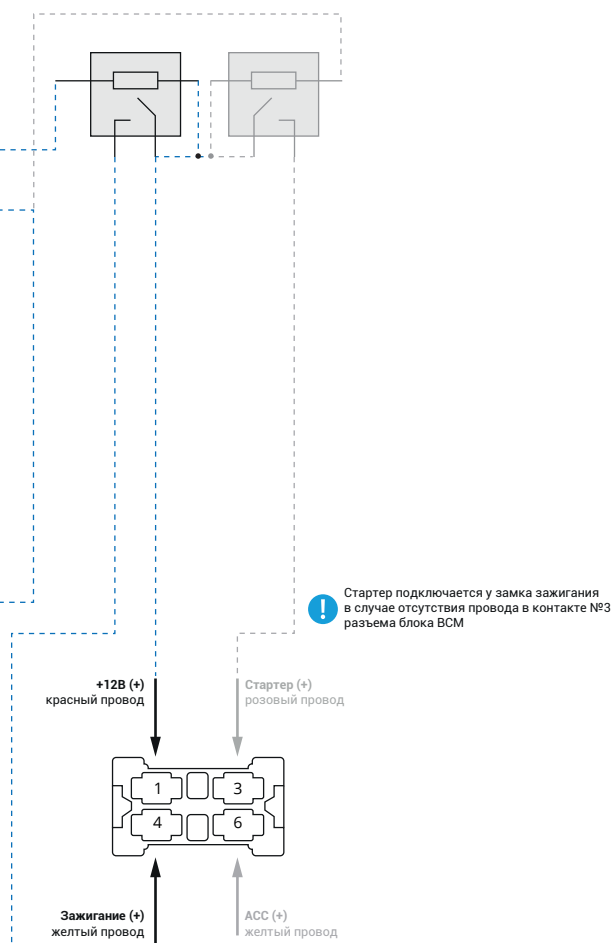 !
Стартер подключается у замка зажигания
в случае отсутствия провода в контакте №3
разъема блока BCM
+12В (+)
красный провод
Стартер (+)
розовый провод
1
3
4
6
Зажигание (+)
желтый провод
ACC (+)
желтый провод